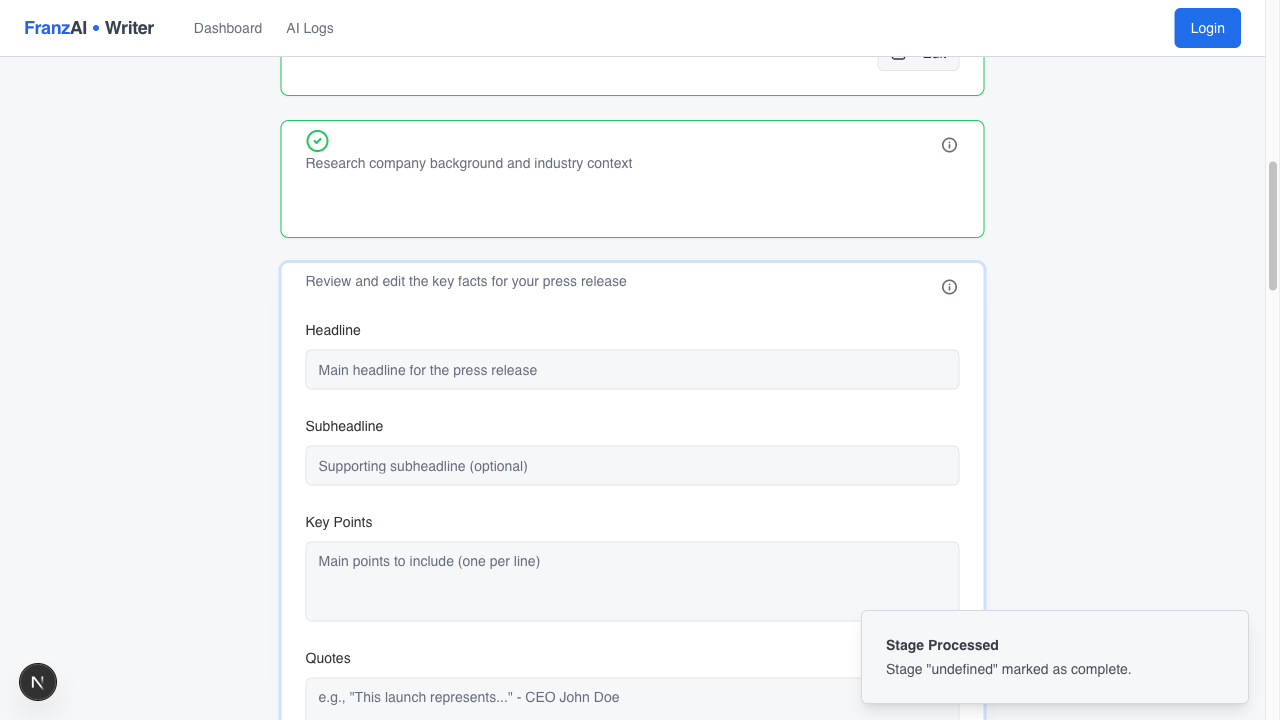 FranzAI • Writer
Dashboard
AI Logs
Login
Edit
Research company background and industry context
Review and edit the key facts for your press release
Headline
Main headline for the press release
Subheadline
Supporting subheadline (optional)
Key Points
Main points to include (one per line)
Quotes
e.g., "This launch represents..." - CEO John Doe
Stage Processed
Stage "undefined" marked as complete.
N